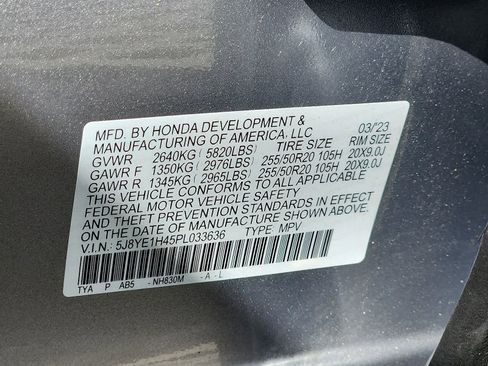 MFD. BY HONDA DEVELOPMENT &
MANUFACTURING OF AMERICA, LLC 03/23
GVWR 2640KG (5820LBS) TIRE SIZE RIM SIZE
GAWR F 1350KG (2976LBS) 255/50R20 105H 20X9.0J
GAWR R 1345KG (2965LBS) 255/50R20 105H 20X9.0J
THIS VEHICLE CONFORMS TO ALL APPLICABLE
FEDERAL MOTOR VEHICLE SAFETY
STANDARDS IN EFFECT
ON THE DATE OF MANUFACTURE SHOWN ABOVE.
V.I.N.: 5J8YE1H45PL033636 TYPE: MPV
TYA P AB5 -NH830M -A-L